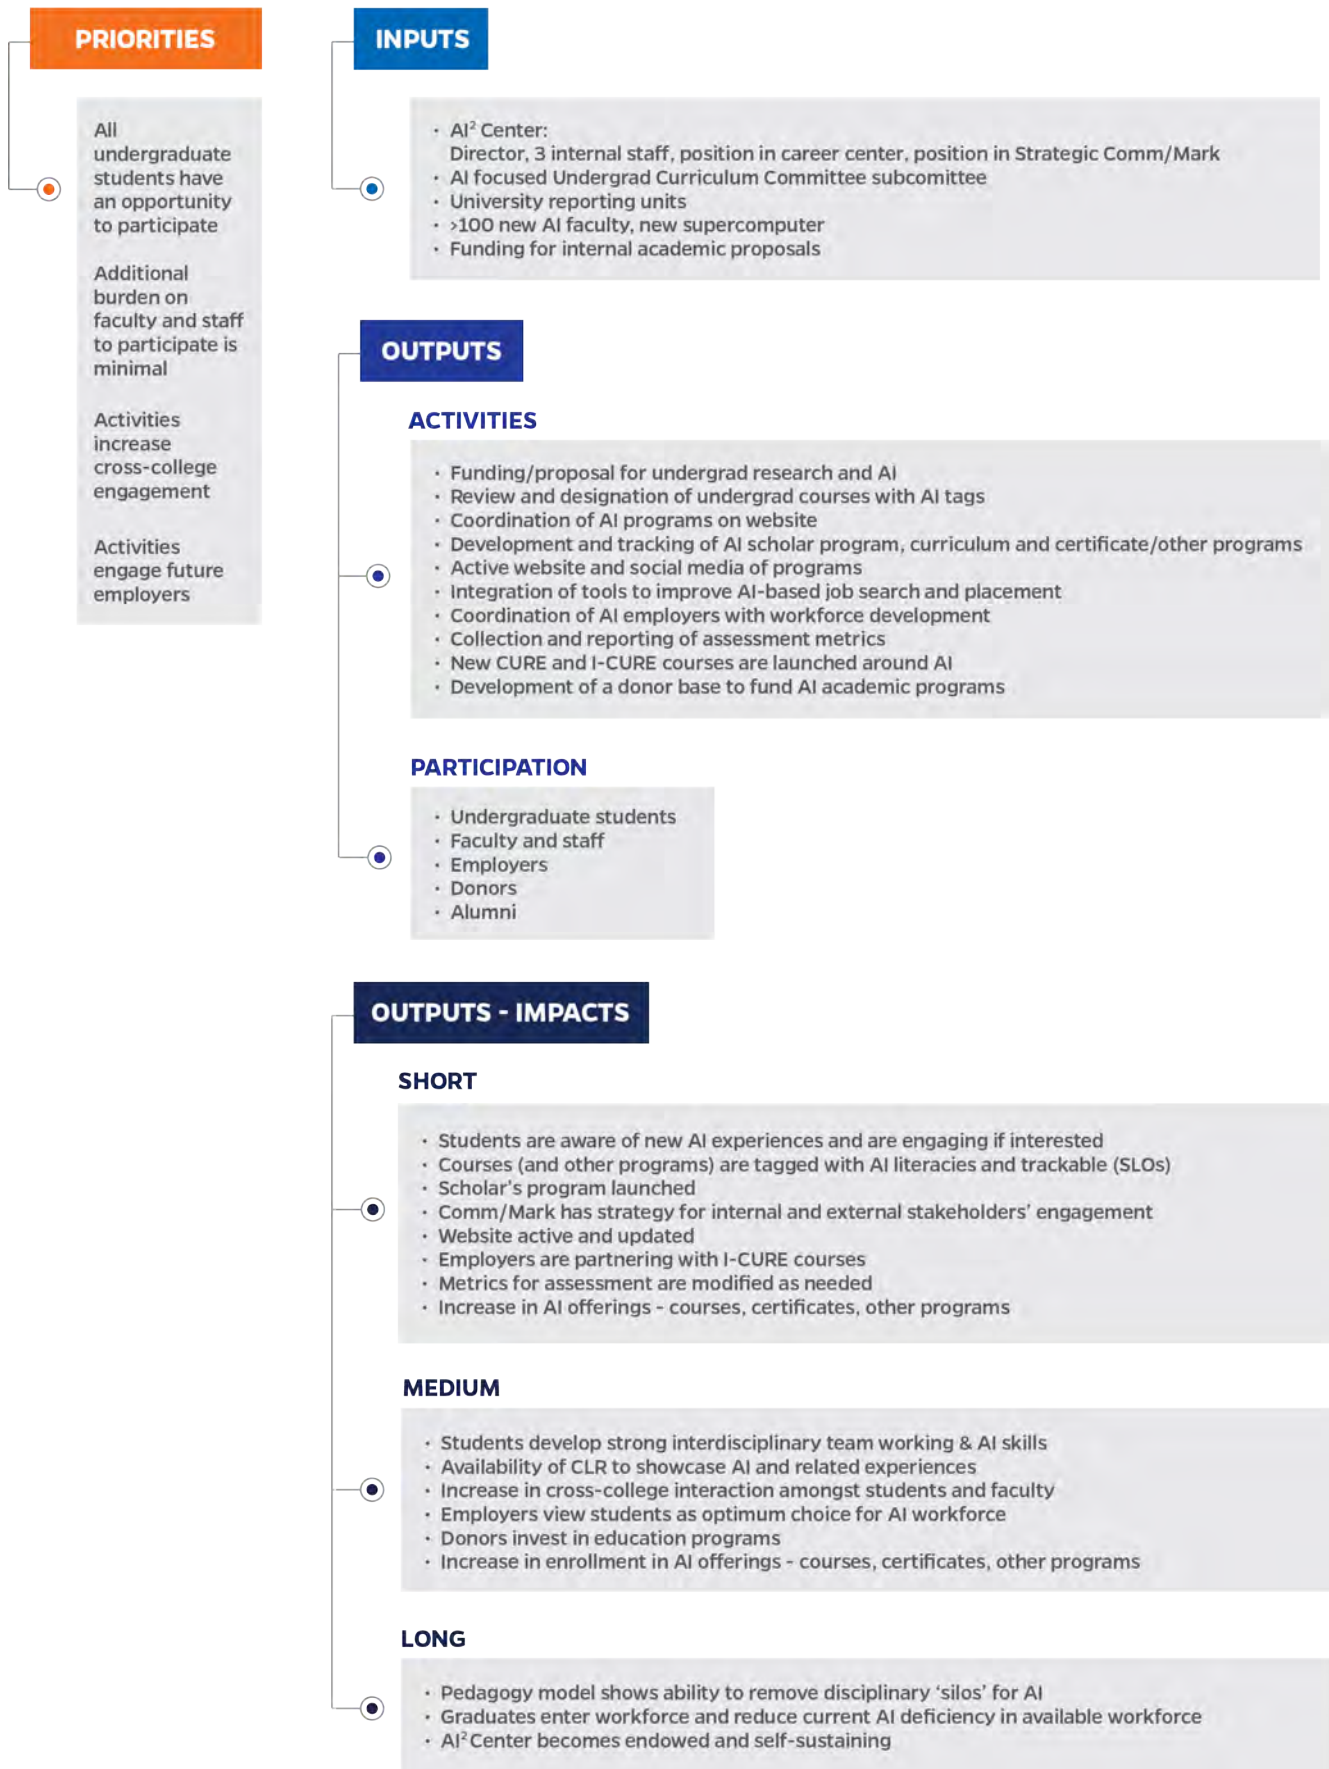 PRIORITIES
All
undergraduate
students have
an opportunity
to participate
Additional
burden on
faculty and staff
to participate is
minimal
Activities
increase
cross-college
engagement
Activities
engage future
employers
INPUTS
· AI² Center:
Director, 3 internal staff, position in career center, position in Strategic Comm/Mark
· AI focused Undergrad Curriculum Committee subcomittee
· University reporting units
· >100 new AI faculty, new supercomputer
· Funding for internal academic proposals
OUTPUTS
ACTIVITIES
· Funding/proposal for undergrad research and AI
· Review and designation of undergrad courses with AI tags
· Coordination of AI programs on website
· Development and tracking of AI scholar program, curriculum and certificate/other programs
· Active website and social media of programs
· Integration of tools to improve AI-based job search and placement
· Coordination of AI employers with workforce development
· Collection and reporting of assessment metrics
· New CURE and I-CURE courses are launched around AI
· Development of a donor base to fund AI academic programs
PARTICIPATION
· Undergraduate students
· Faculty and staff
· Employers
· Donors
· Alumni
OUTPUTS - IMPACTS
SHORT
· Students are aware of new AI experiences and are engaging if interested
· Courses (and other programs) are tagged with AI literacies and trackable (SLOs)
· Scholar's program launched
· Comm/Mark has strategy for internal and external stakeholders' engagement
· Website active and updated
· Employers are partnering with I-CURE courses
· Metrics for assessment are modified as needed
· Increase in AI offerings - courses, certificates, other programs
MEDIUM
· Students develop strong interdisciplinary team working & AI skills
· Availability of CLR to showcase AI and related experiences
· Increase in cross-college interaction amongst students and faculty
· Employers view students as optimum choice for AI workforce
· Donors invest in education programs
· Increase in enrollment in AI offerings - courses, certificates, other programs
LONG
· Pedagogy model shows ability to remove disciplinary 'silos' for AI
· Graduates enter workforce and reduce current AI deficiency in available workforce
· AI² Center becomes endowed and self-sustaining